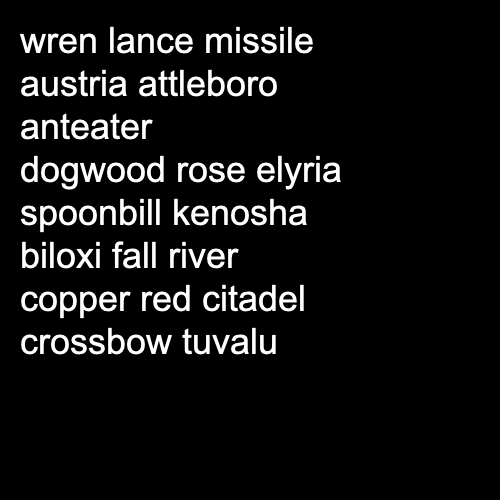 wren lance missile
austria attleboro
anteater
dogwood rose elyria
spoonbill kenosha
biloxi fall river
copper red citadel
crossbow tuvalu